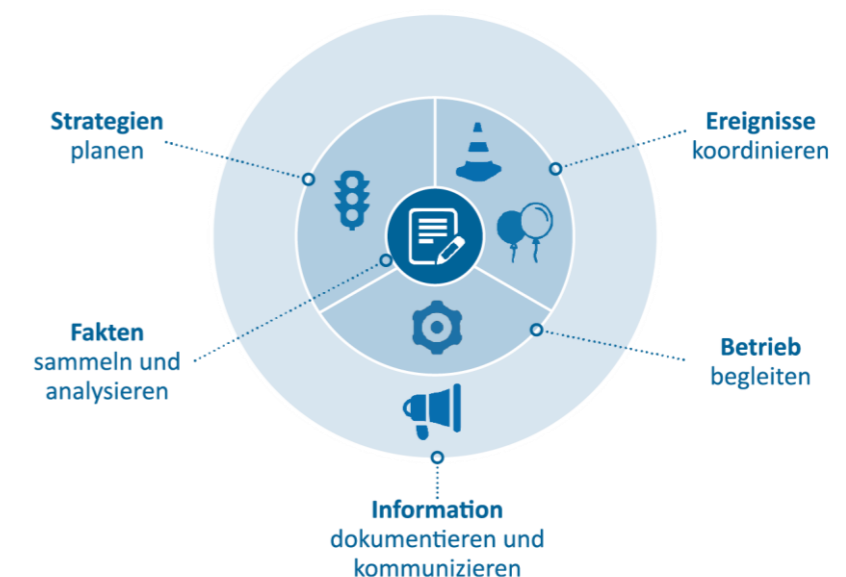 Strategien
planen
Ereignisse
koordinieren
Fakten
sammeln und
analysieren
Betrieb
begleiten
Information
dokumentieren und
kommunizieren